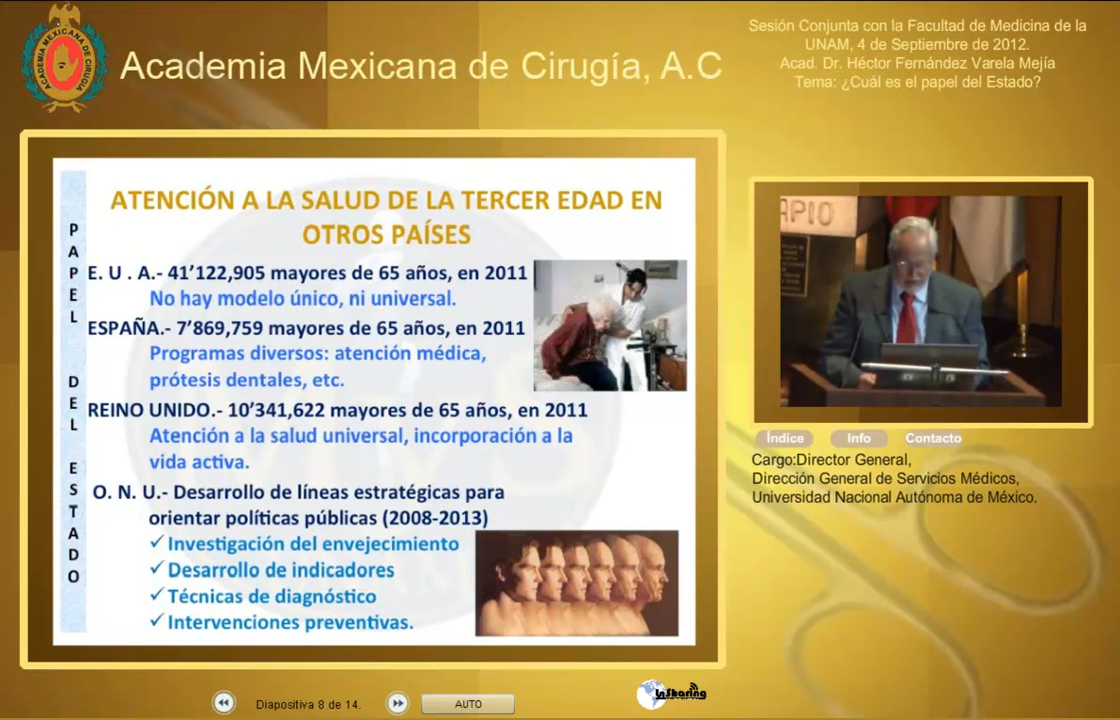 ACADEMIA MEXICANA DE CIRUGIA
Academia Mexicana de Cirugía, A.C
Sesión Conjunta con la Facultad de Medicina de la
UNAM, 4 de Septiembre de 2012.
Acad. Dr. Héctor Fernández Varela Mejía
Tema: ¿Cuál es el papel del Estado?
PAPEL DEL ESTADO
ATENCIÓN A LA SALUD DE LA TERCER EDAD EN
OTROS PAÍSES
E. U . A.- 41’122,905 mayores de 65 años, en 2011
No hay modelo único, ni universal.
ESPAÑA.- 7’869,759 mayores de 65 años, en 2011
Programas diversos: atención médica,
prótesis dentales, etc.
REINO UNIDO.- 10’341,622 mayores de 65 años, en 2011
Atención a la salud universal, incorporación a la
vida activa.
O. N. U.- Desarrollo de líneas estratégicas para
orientar políticas públicas (2008-2013)
✓ Investigación del envejecimiento
✓ Desarrollo de indicadores
✓ Técnicas de diagnóstico
✓ Intervenciones preventivas.
APIO
Índice Info Contacto
Cargo:Director General,
Dirección General de Servicios Médicos,
Universidad Nacional Autónoma de México.
Diapositiva 8 de 14.
AUTO
InSharing